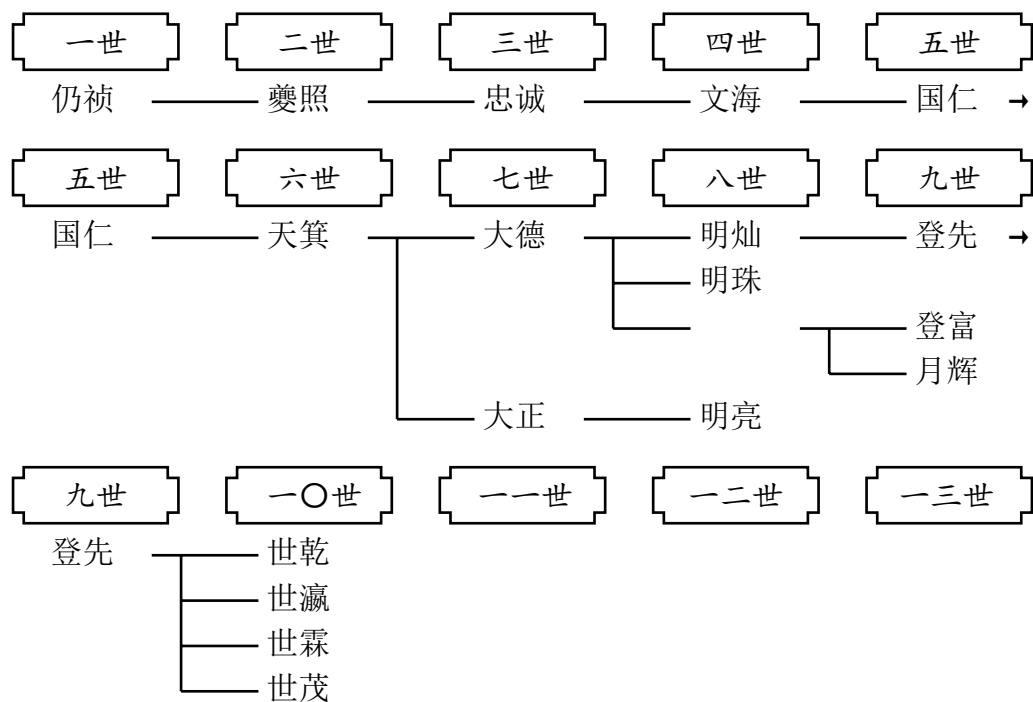 一世 二世 三世 四世 五世
仍祯 夔照 忠诚 文海 国仁 →
五世 六世 七世 八世 九世
国仁 天箕 大德 明灿 登先 →
明珠
登富
月辉
大正 明亮
九世 一〇世 一一世 一二世 一三世
登先 世乾
世瀛
世霖
世茂